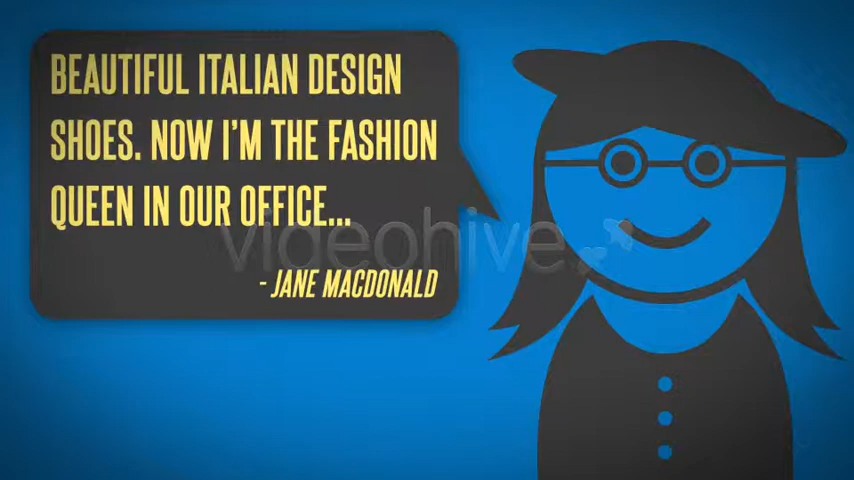 BEAUTIFUL ITALIAN DESIGN
SHOES. NOW I'M THE FASHION
QUEEN IN OUR OFFICE...
- JANE MACDONALD
videohive